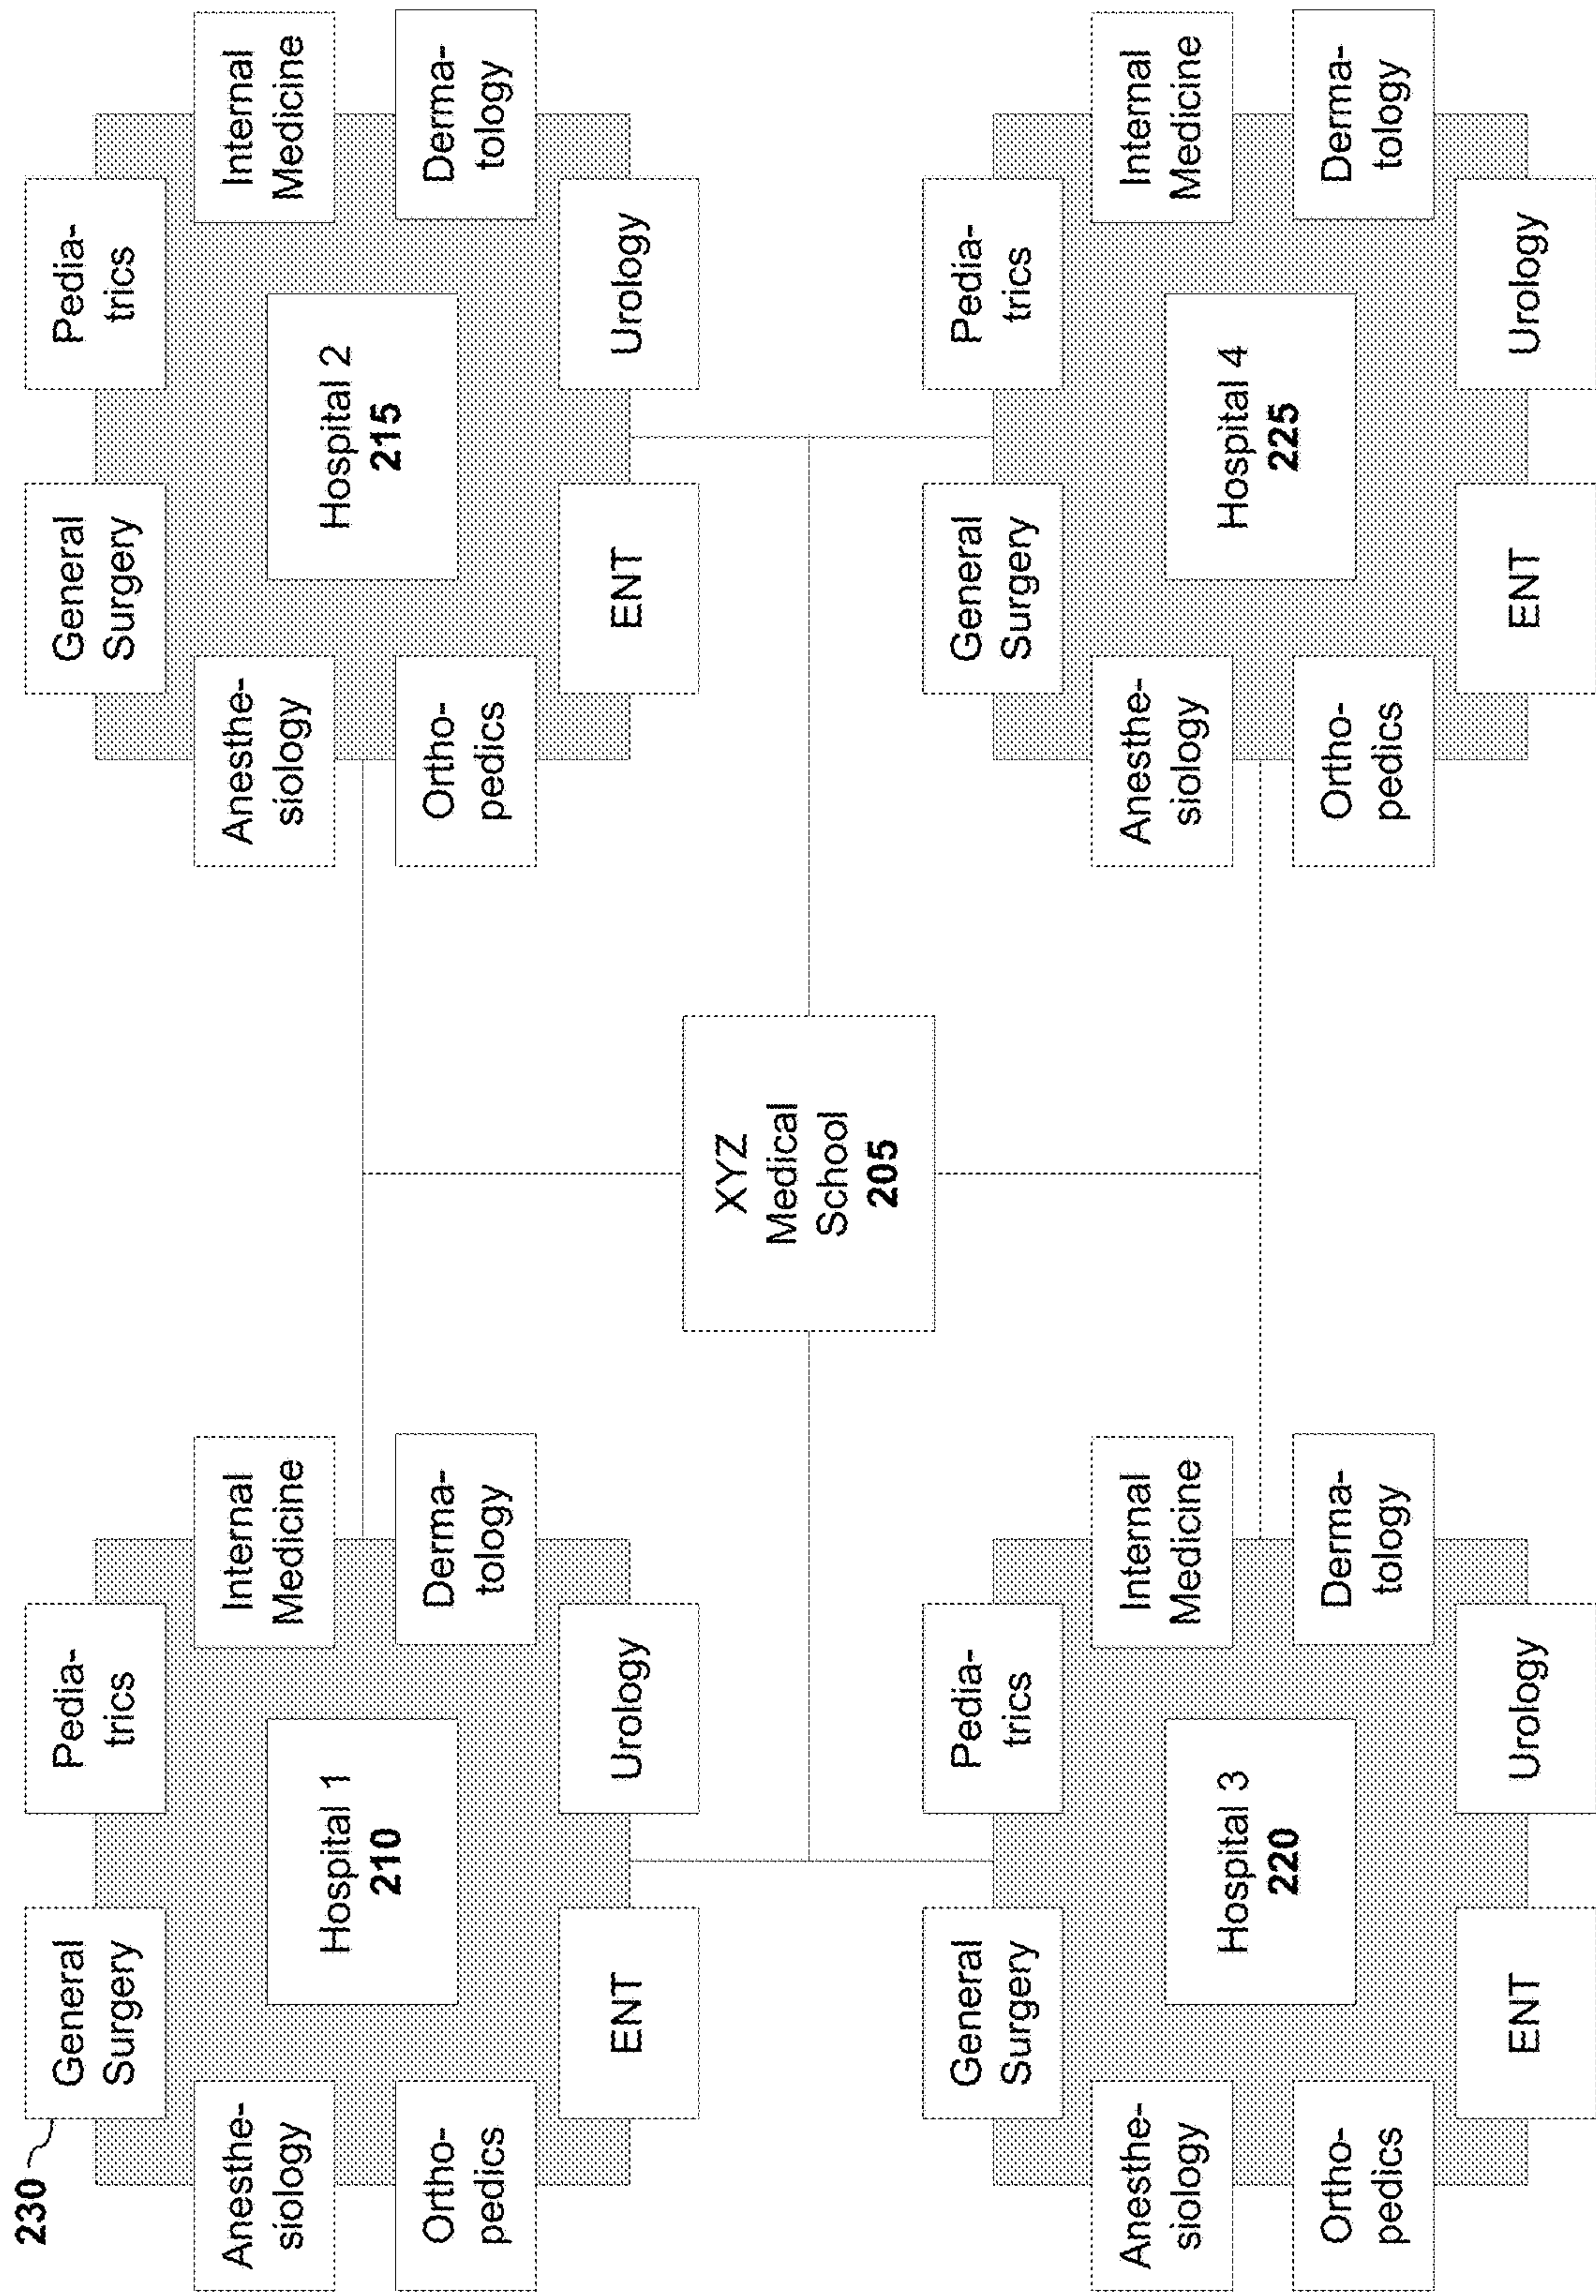 230
General
Surgery
Pedia-
trics
Anesthe-
siology
Internal
Medicine
Hospital 1
210
Ortho-
pedics
Derma-
tology
ENT
Urology
General
Surgery
Pedia-
trics
Anesthe-
siology
Internal
Medicine
Hospital 2
215
Ortho-
pedics
Derma-
tology
ENT
Urology
XYZ
Medical
School
205
General
Surgery
Pedia-
trics
Anesthe-
siology
Internal
Medicine
Hospital 3
220
Ortho-
pedics
Derma-
tology
ENT
Urology
General
Surgery
Pedia-
trics
Anesthe-
siology
Internal
Medicine
Hospital 4
225
Ortho-
pedics
Derma-
tology
ENT
Urology